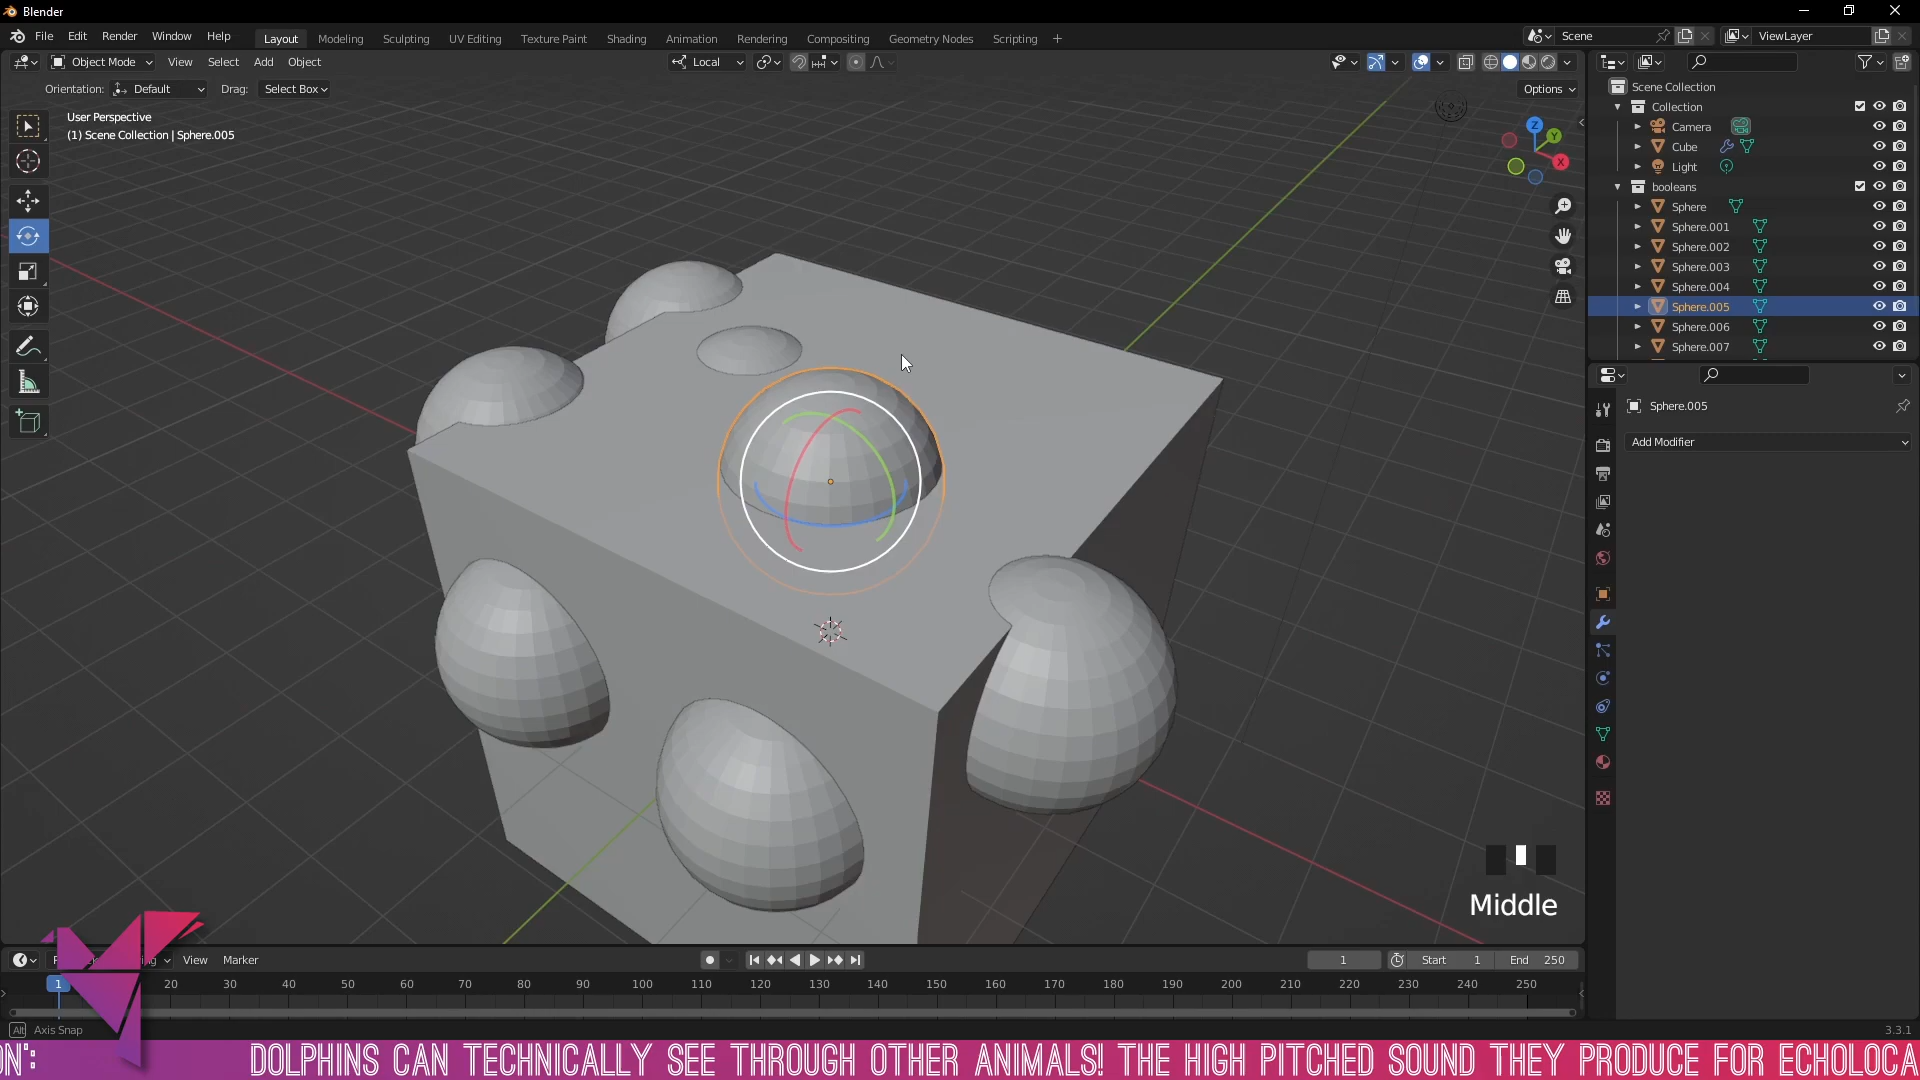 Blender
File Edit Render Window Help
Layout Modeling Sculpting UV Editing Texture Paint Shading Animation Rendering Compositing Geometry Nodes Scripting
Scene ViewLayer
Object Mode View Select Add Object
Local
Orientation: Default Drag: Select Box
Options
User Perspective
(1) Scene Collection | Sphere.005
Z
Y
X
Scene Collection
Collection
Camera
Cube
Light
booleans
Sphere
Sphere.001
Sphere.002
Sphere.003
Sphere.004
Sphere.005
Sphere.006
Sphere.007
Sphere.005
Add Modifier
Middle
View Marker
1 Start 1 End 250
1 20 30 40 50 60 70 80 90 100 110 120 130 140 150 160 170 180 190 200 210 220 230 240 250
Alt Axis Snap
3.3.1
ON": DOLPHINS CAN TECHNICALLY SEE THROUGH OTHER ANIMALS! THE HIGH PITCHED SOUND THEY PRODUCE FOR ECHOLOCA